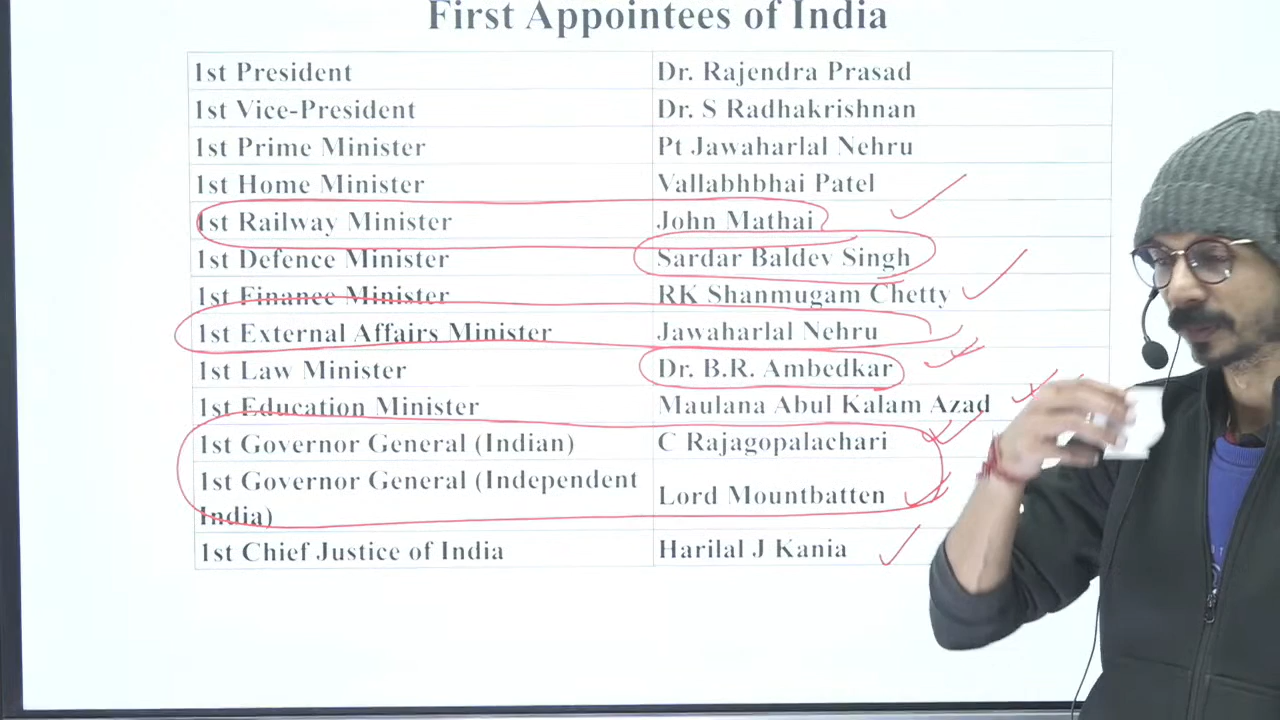 First Appointees of India
1st President Dr. Rajendra Prasad
1st Vice-President Dr. S Radhakrishnan
1st Prime Minister Pt Jawaharlal Nehru
1st Home Minister Vallabhbhai Patel
1st Railway Minister John Mathai
1st Defence Minister Sardar Baldev Singh
1st Finance Minister RK Shanmugam Chetty
1st External Affairs Minister Jawaharlal Nehru
1st Law Minister Dr. B.R. Ambedkar
1st Education Minister Maulana Abul Kalam Azad
1st Governor General (Indian) C Rajagopalachari
1st Governor General (Independent
India) Lord Mountbatten
1st Chief Justice of India Harilal J Kania